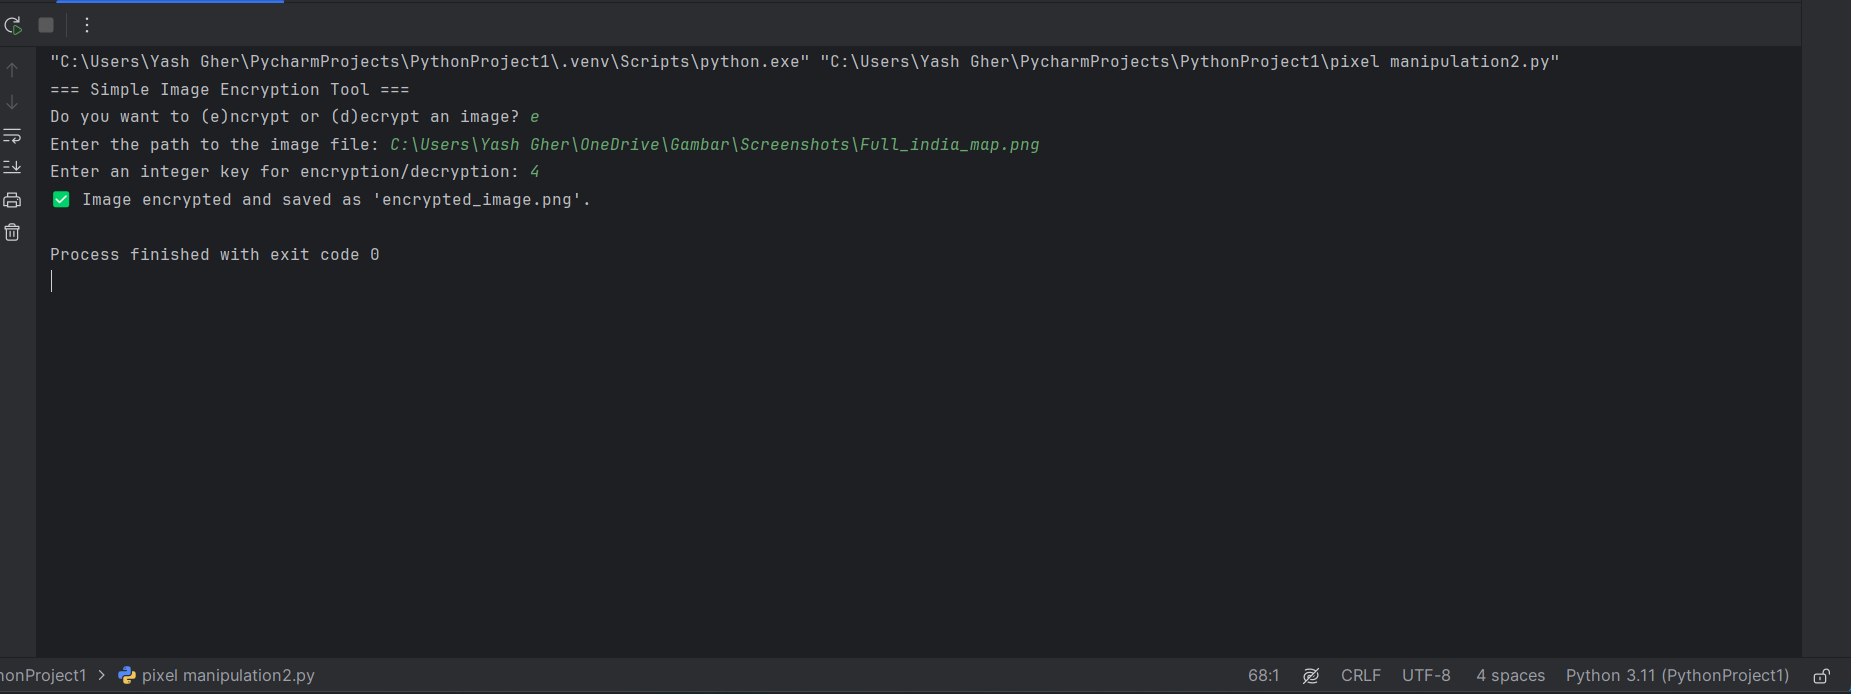 "C:\Users\Yash Gher\PycharmProjects\PythonProject1\.venv\Scripts\python.exe" "C:\Users\Yash Gher\PycharmProjects\PythonProject1\pixel manipulation2.py"
=== Simple Image Encryption Tool ===
Do you want to (e)ncrypt or (d)ecrypt an image? e
Enter the path to the image file: C:\Users\Yash Gher\OneDrive\Gambar\Screenshots\Full_india_map.png
Enter an integer key for encryption/decryption: 4
✅ Image encrypted and saved as 'encrypted_image.png'.
Process finished with exit code 0
honProject1 > pixel manipulation2.py 68:1 CRLF UTF-8 4 spaces Python 3.11 (PythonProject1)